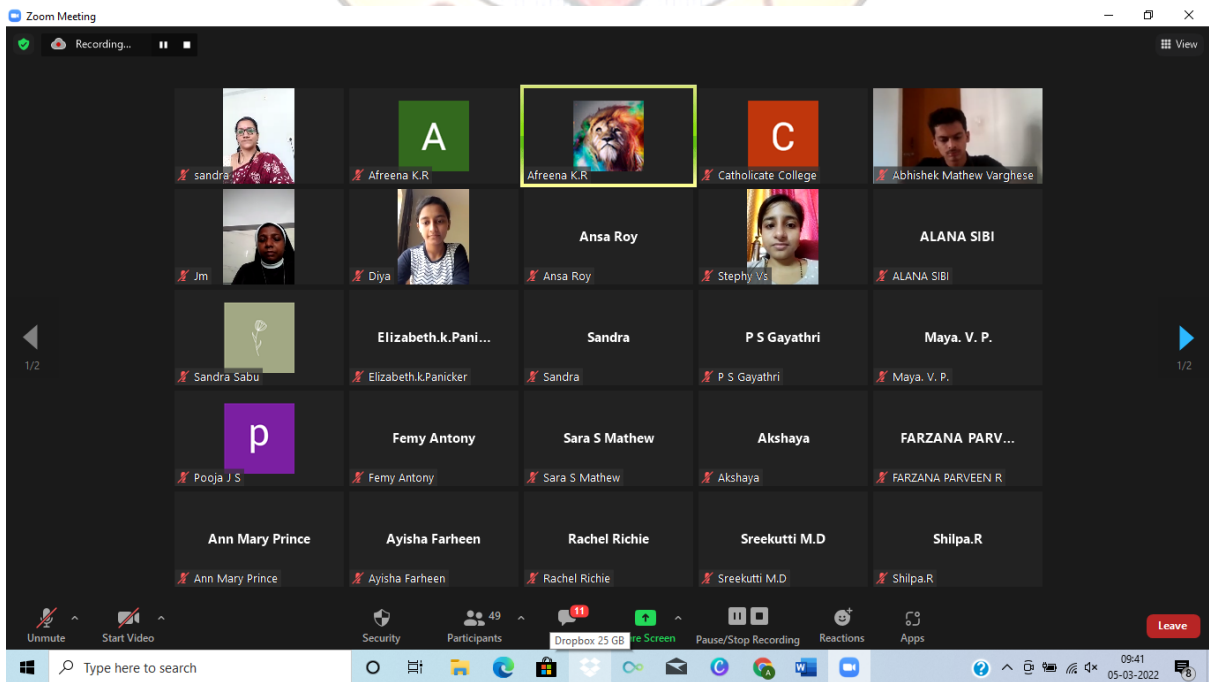 Zoom Meeting
Recording...
View
sandra
A
Afreena K.R
Afreena K.R
C
Catholicate College
Abhishek Mathew Varghese
Jm
Diya
Ansa Roy
Ansa Roy
Stephy Vs
ALANA SIBI
ALANA SIBI
Sandra Sabu
Elizabeth.k.Pani...
Elizabeth.k.Panicker
Sandra
Sandra
P S Gayathri
P S Gayathri
Maya. V. P.
Maya. V. P.
1/2
1/2
p
Pooja J S
Femy Antony
Femy Antony
Sara S Mathew
Sara S Mathew
Akshaya
Akshaya
FARZANA PARV...
FARZANA PARVEEN R
Ann Mary Prince
Ann Mary Prince
Ayisha Farheen
Ayisha Farheen
Rachel Richie
Rachel Richie
Sreekutti M.D
Sreekutti M.D
Shilpa.R
Shilpa.R
Unmute
Start Video
Security
49
Participants
11
Dropbox 25 GB
re Screen
Pause/Stop Recording
Reactions
Apps
Leave
Type here to search
09:41
05-03-2022
8